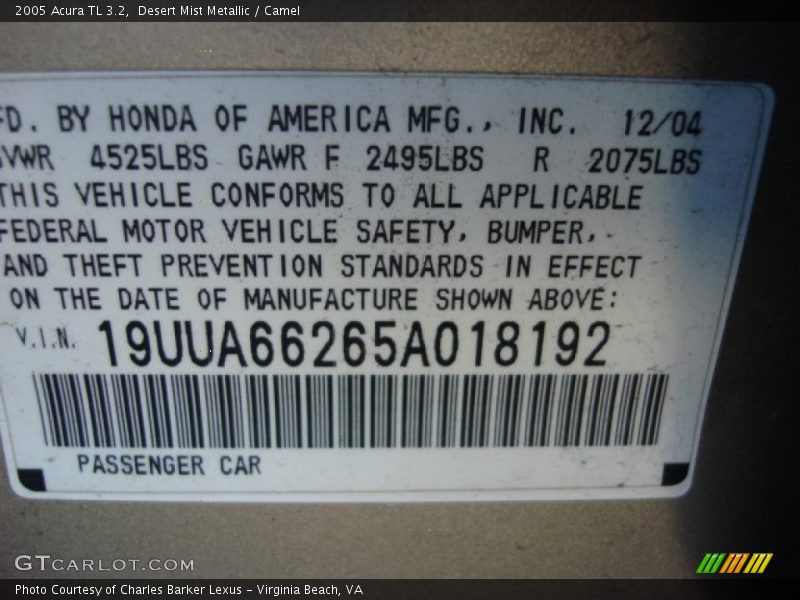 2005 Acura TL 3.2, Desert Mist Metallic / Camel
FD. BY HONDA OF AMERICA MFG., INC. 12/04
VWR 4525LBS GAWR F 2495LBS R 2075LBS
THIS VEHICLE CONFORMS TO ALL APPLICABLE
FEDERAL MOTOR VEHICLE SAFETY, BUMPER,
AND THEFT PREVENTION STANDARDS IN EFFECT
ON THE DATE OF MANUFACTURE SHOWN ABOVE:
V.I.N. 19UUA66265A018192
PASSENGER CAR
GTCARLOT.COM
Photo Courtesy of Charles Barker Lexus - Virginia Beach, VA